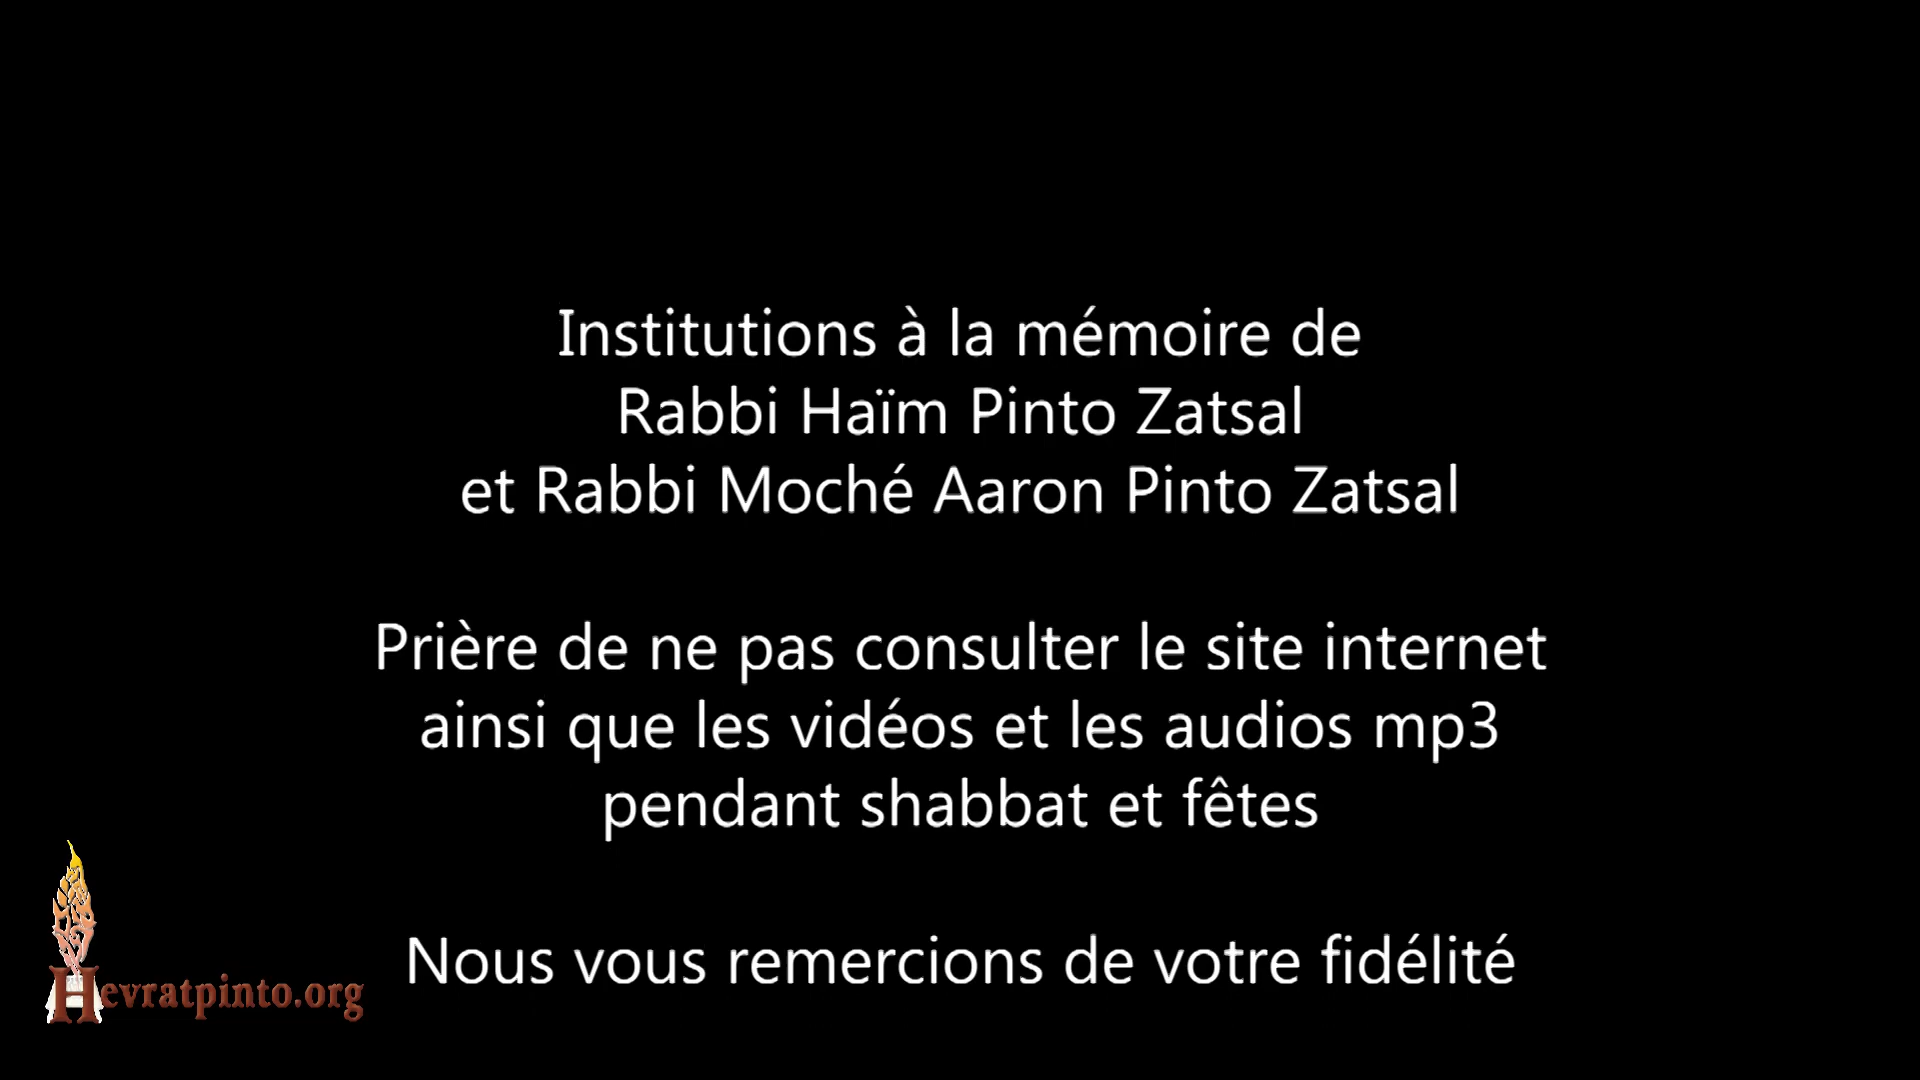 Institutions à la mémoire de
Rabbi Haïm Pinto Zatsal
et Rabbi Moché Aaron Pinto Zatsal
Prière de ne pas consulter le site internet
ainsi que les vidéos et les audios mp3
pendant shabbat et fêtes
Nous vous remercions de votre fidélité
Hevratpinto.org